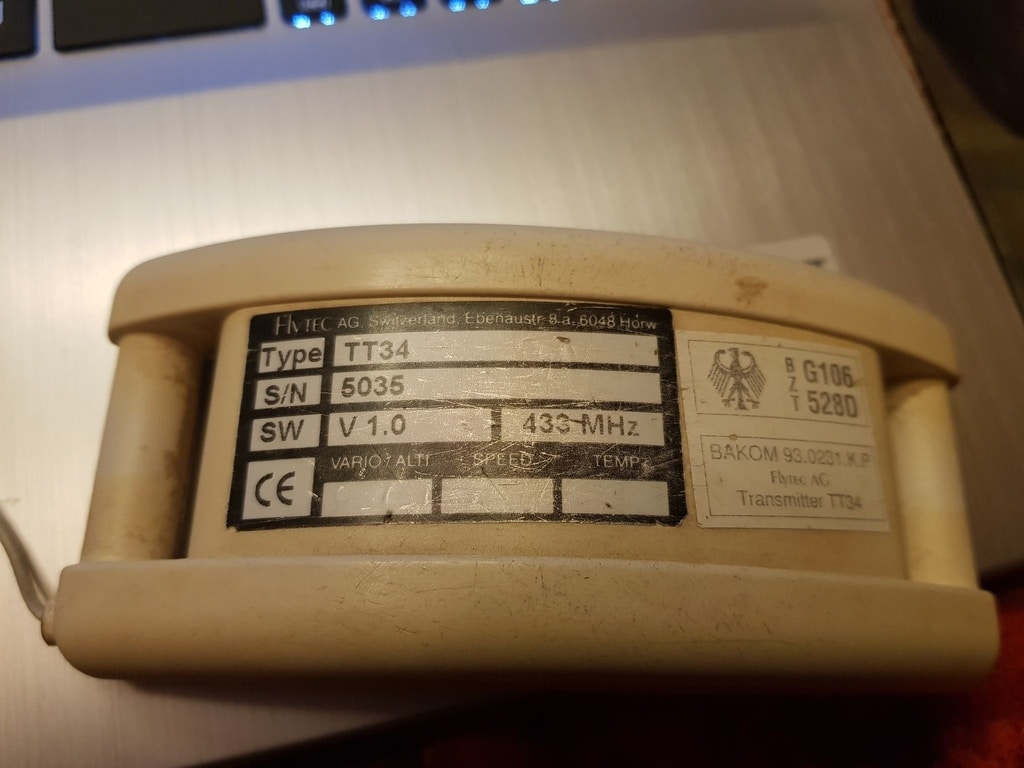 FLYTEC AG, Switzerland, Ebenaustr 8 a, 6048 Horw
Type TT34
S/N 5035
SW V 1.0 433 MHz
VARIO / ALTI SPEED TEMP
CE
BZT G106 528D
BAKOM 93.0231.K.P
FLYTEC AG
Transmitter TT34